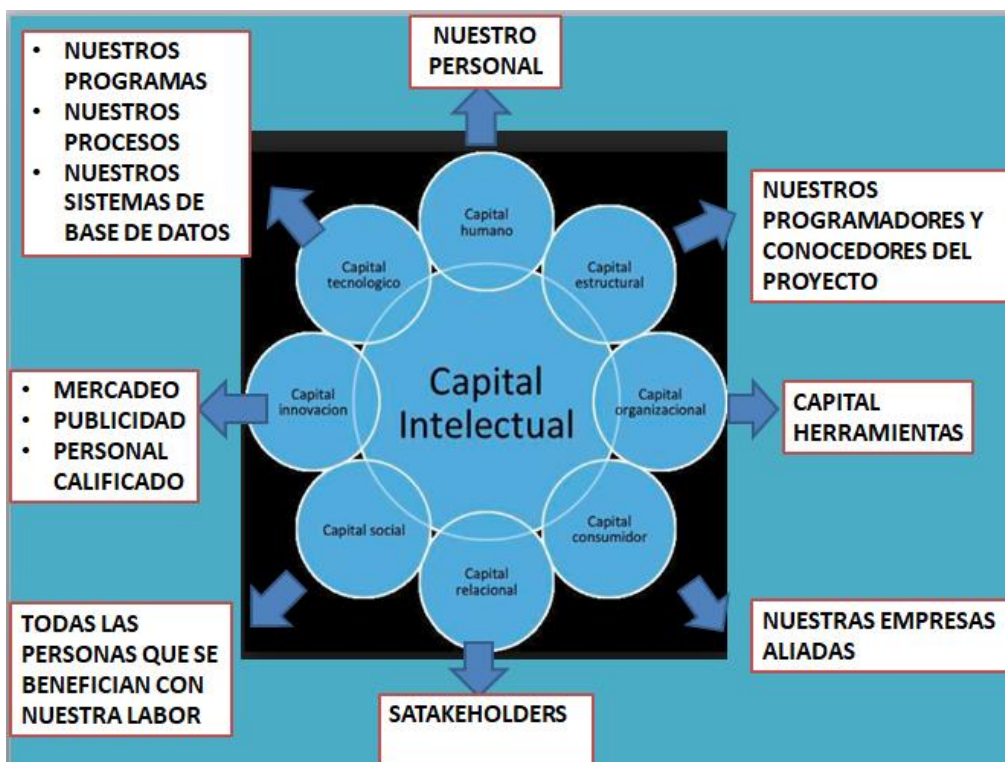 • NUESTROS
PROGRAMAS
• NUESTROS
PROCESOS
• NUESTROS
SISTEMAS DE
BASE DE DATOS
NUESTRO
PERSONAL
NUESTROS
PROGRAMADORES Y
CONOCEDORES DEL
PROYECTO
Capital
humano
Capital
tecnologico
Capital
estructural
• MERCADEO
• PUBLICIDAD
• PERSONAL
CALIFICADO
Capital
innovacion
Capital
Intelectual
Capital
organizacional
CAPITAL
HERRAMIENTAS
Capital social
Capital
consumidor
Capital
relacional
TODAS LAS
PERSONAS QUE SE
BENEFICIAN CON
NUESTRA LABOR
SATAKEHOLDERS
NUESTRAS EMPRESAS
ALIADAS